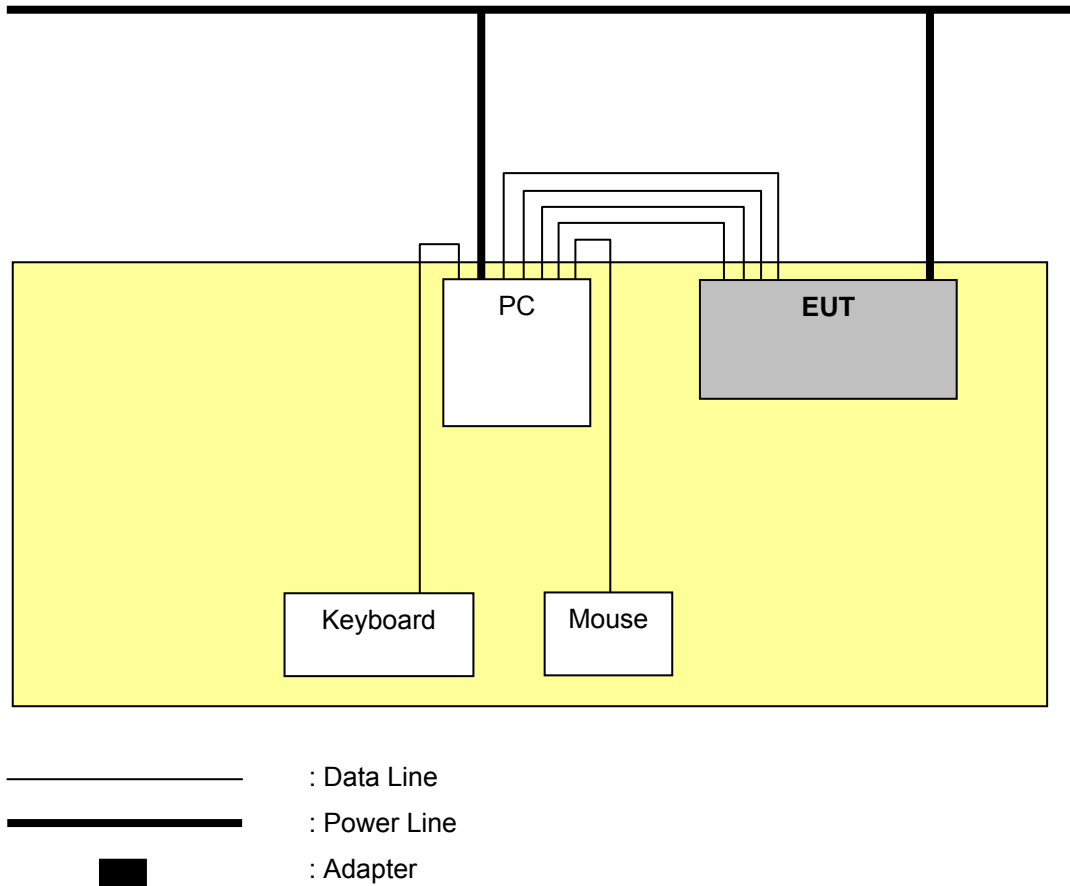 PC
EUT
Keyboard
Mouse
: Data Line
: Power Line
: Adapter